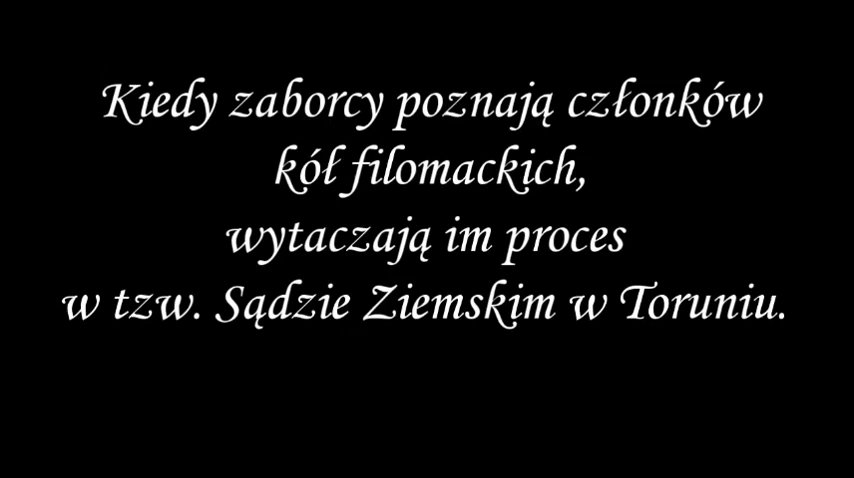 Kiedy zaborcy poznają członków
kół filomackich,
wytaczają im proces
w tzw. Sądzie Ziemskim w Toruniu.